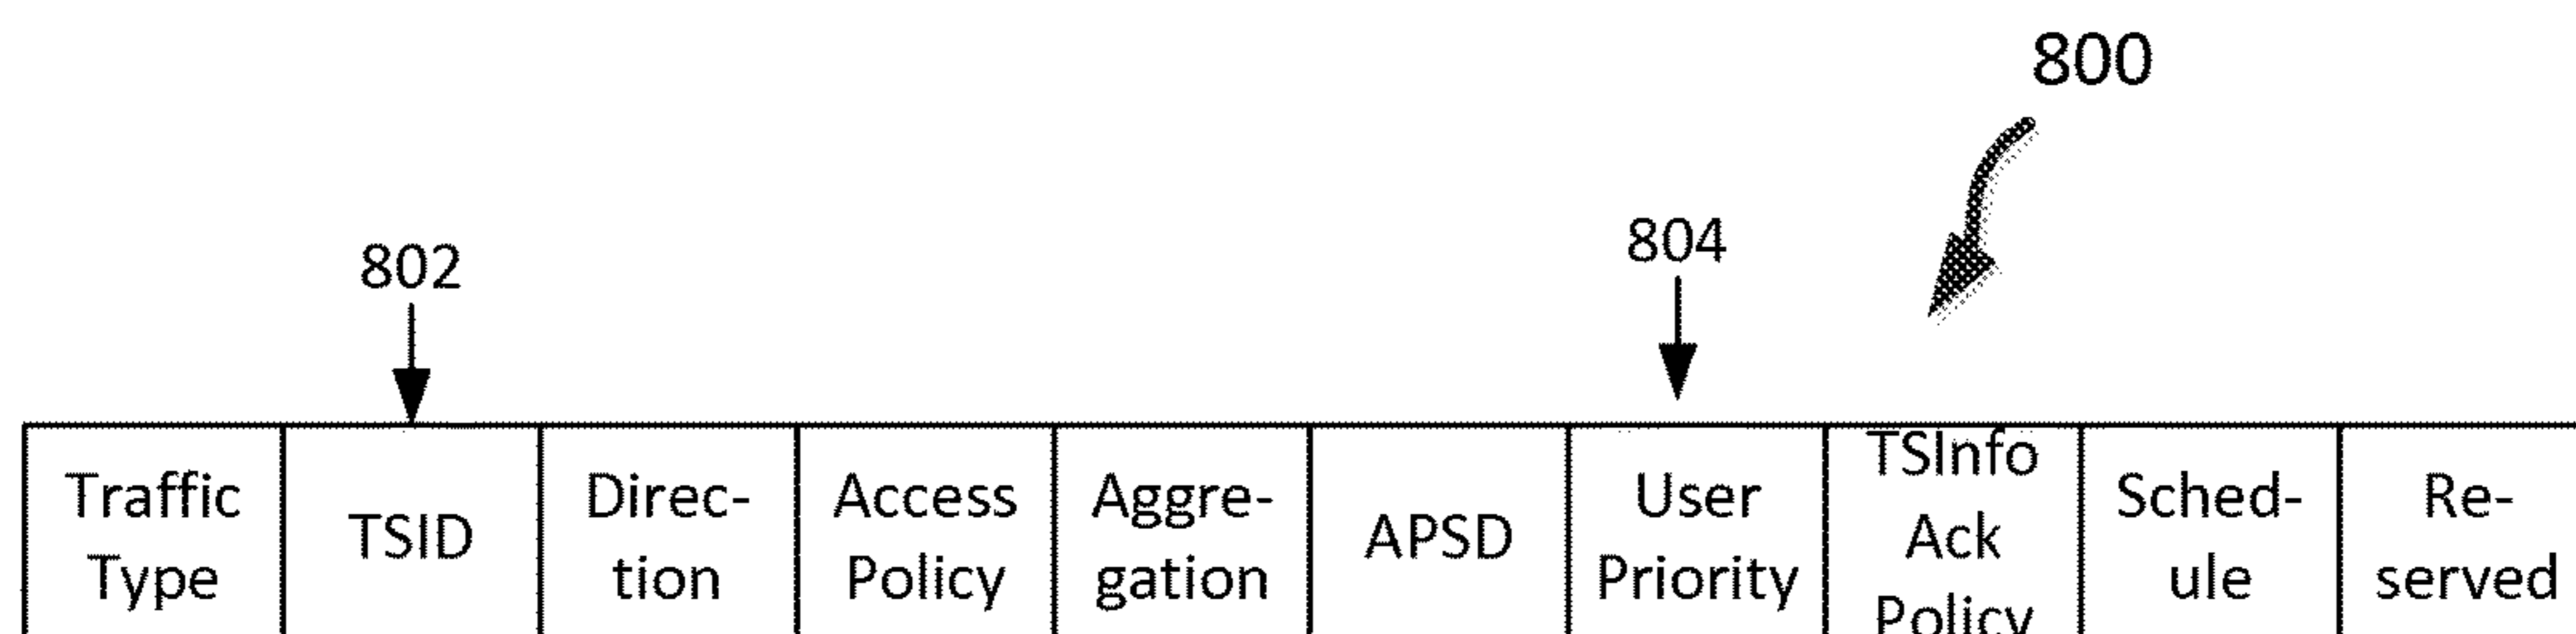 800
802
804
Traffic
Type
TSID
Direc-
tion
Access
Policy
Aggre-
gation
APSD
User
Priority
TSInfo
Ack
Policy
Sched-
ule
Re-
served